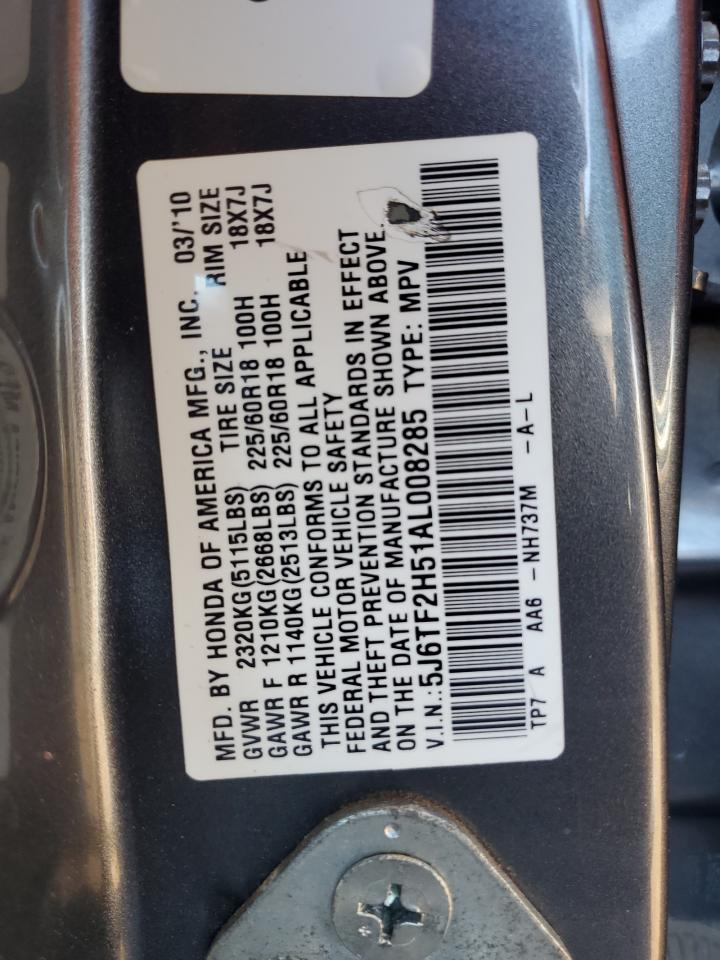 MFD. BY HONDA OF AMERICA MFG., INC. 03/'10
GVWR 2320KG(5115LBS) TIRE SIZE RIM SIZE
GAWR F 1210KG(2668LBS) 225/60R18 100H 18X7J
GAWR R 1140KG(2513LBS) 225/60R18 100H 18X7J
THIS VEHICLE CONFORMS TO ALL APPLICABLE
FEDERAL MOTOR VEHICLE SAFETY
AND THEFT PREVENTION STANDARDS IN EFFECT
ON THE DATE OF MANUFACTURE SHOWN ABOVE.
V.I.N.:5J6TF2H51AL008285 TYPE: MPV
TP7 A AA6 -NH737M -A-L